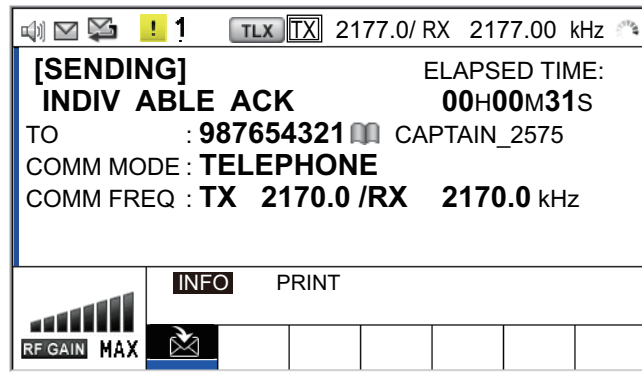 ! 1 TLX TX 2177.0/ RX 2177.00 kHz
[SENDING] ELAPSED TIME:
INDIV ABLE ACK 00H00M31S
TO : 987654321 CAPTAIN_2575
COMM MODE : TELEPHONE
COMM FREQ : TX 2170.0 /RX 2170.0 kHz
INFO PRINT
RF GAIN MAX